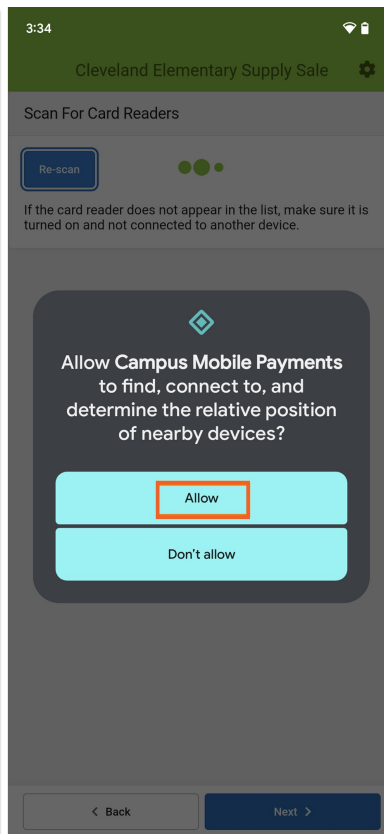 3:34
Cleveland Elementary Supply Sale
Scan For Card Readers
Re-scan
If the card reader does not appear in the list, make sure it is
turned on and not connected to another device.
Allow Campus Mobile Payments
to find, connect to, and
determine the relative position
of nearby devices?
Allow
Don't allow
Back
Next